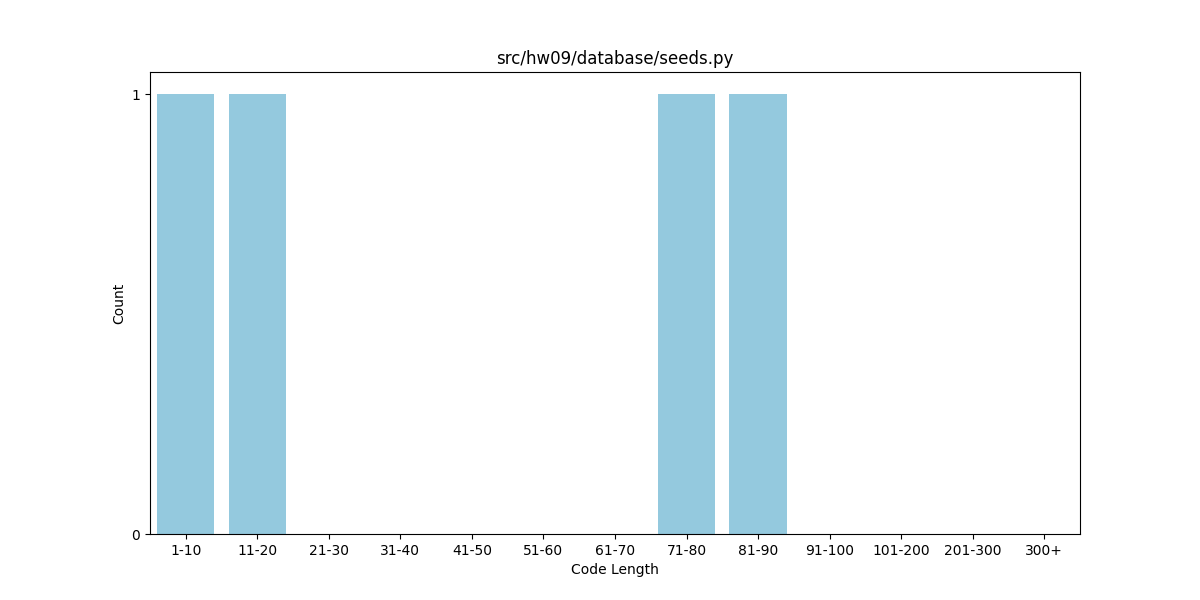 src/hw09/database/seeds.py
1
Count
0
1-10 11-20 21-30 31-40 41-50 51-60 61-70 71-80 81-90 91-100 101-200 201-300 300+
Code Length